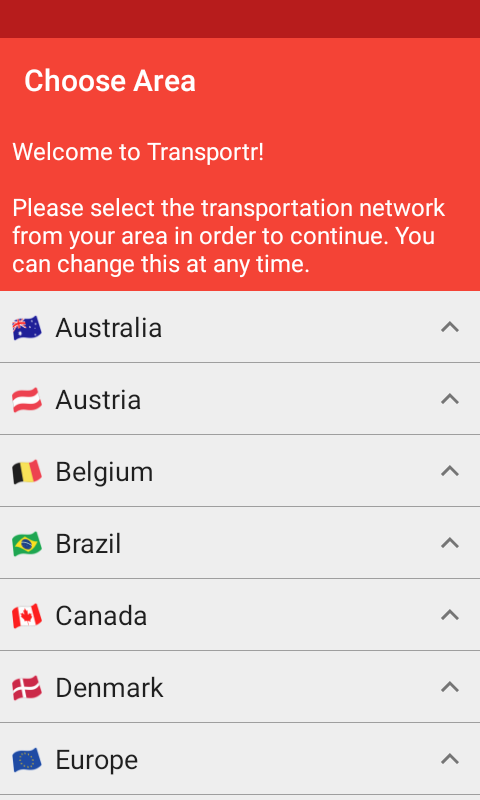 Choose Area
Welcome to Transportr!
Please select the transportation network
from your area in order to continue. You
can change this at any time.
Australia
Austria
Belgium
Brazil
Canada
Denmark
Europe